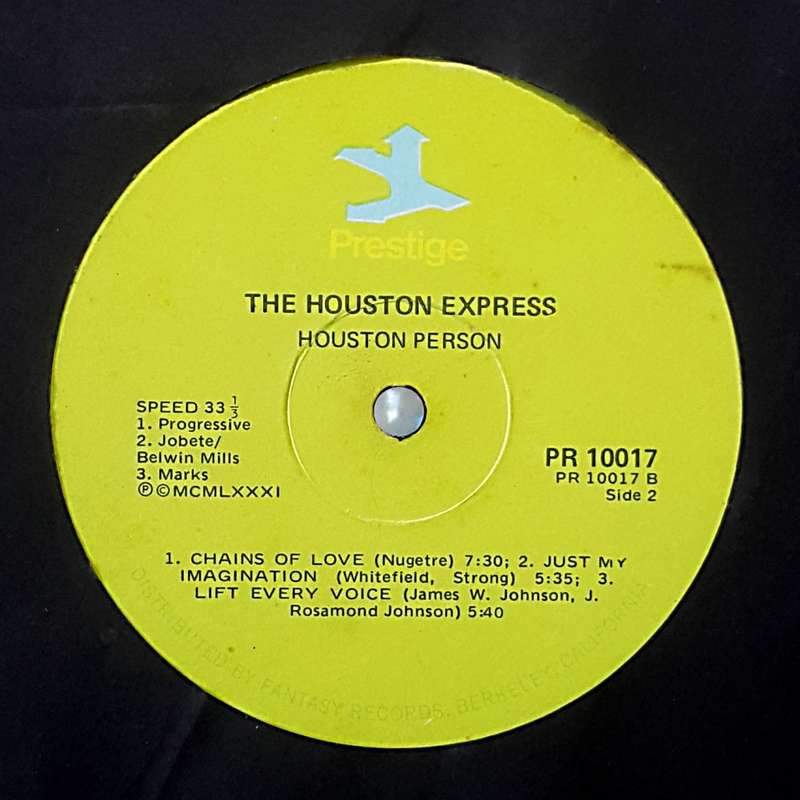 Prestige
THE HOUSTON EXPRESS
HOUSTON PERSON
SPEED 33 1/3
1. Progressive
2. Jobete/
Belwin Mills
3. Marks
ⓅⒸMCMLXXXI
PR 10017
PR 10017 B
Side 2
1. CHAINS OF LOVE (Nugetre) 7:30; 2. JUST MY
IMAGINATION (Whitefield, Strong) 5:35; 3.
LIFT EVERY VOICE (James W. Johnson, J.
Rosamond Johnson) 5:40
DISTRIBUTED BY FANTASY RECORDS, BERKELEY, CALIFORNIA